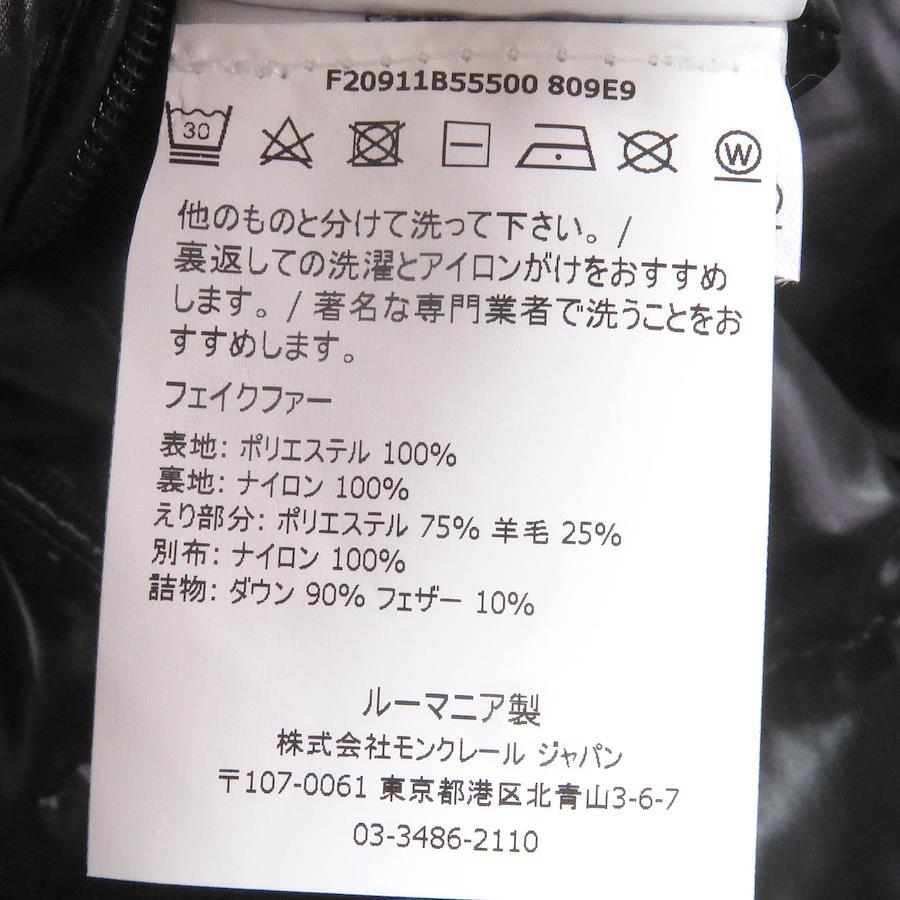 F20911B55500 809E9
30
W
他のものと分けて洗って下さい。/
裏返しての洗濯とアイロンがけをおすすめ
します。/ 著名な専門業者で洗うことをお
すすめします。
フェイクファー
表地: ポリエステル 100%
裏地: ナイロン 100%
えり部分: ポリエステル 75% 羊毛 25%
別布: ナイロン 100%
詰物: ダウン 90% フェザー 10%
ルーマニア製
株式会社モンクレール ジャパン
〒107-0061 東京都港区北青山3-6-7
03-3486-2110